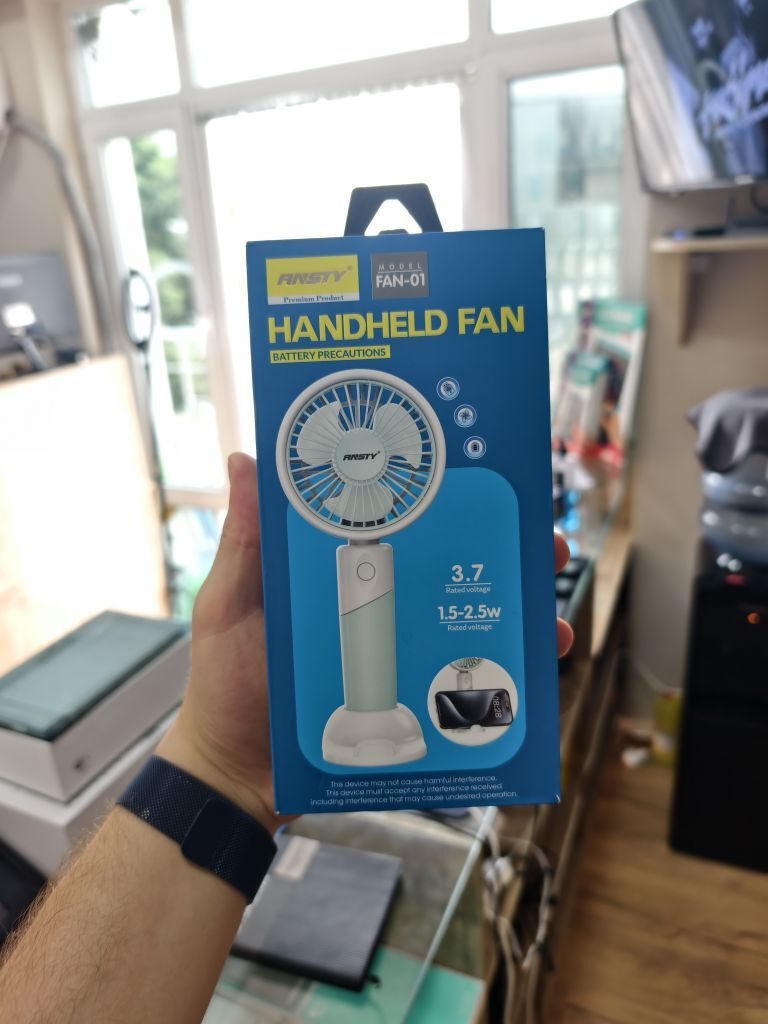 ANSTY®
Premium Product
MODEL
FAN-01
HANDHELD FAN
BATTERY PRECAUTIONS
ANSTY
3.7
Rated voltage
1.5-2.5w
Rated voltage
18:28
The device may not cause harmful interference.
This device must accept any interference received
including interference that may cause undesired operation.